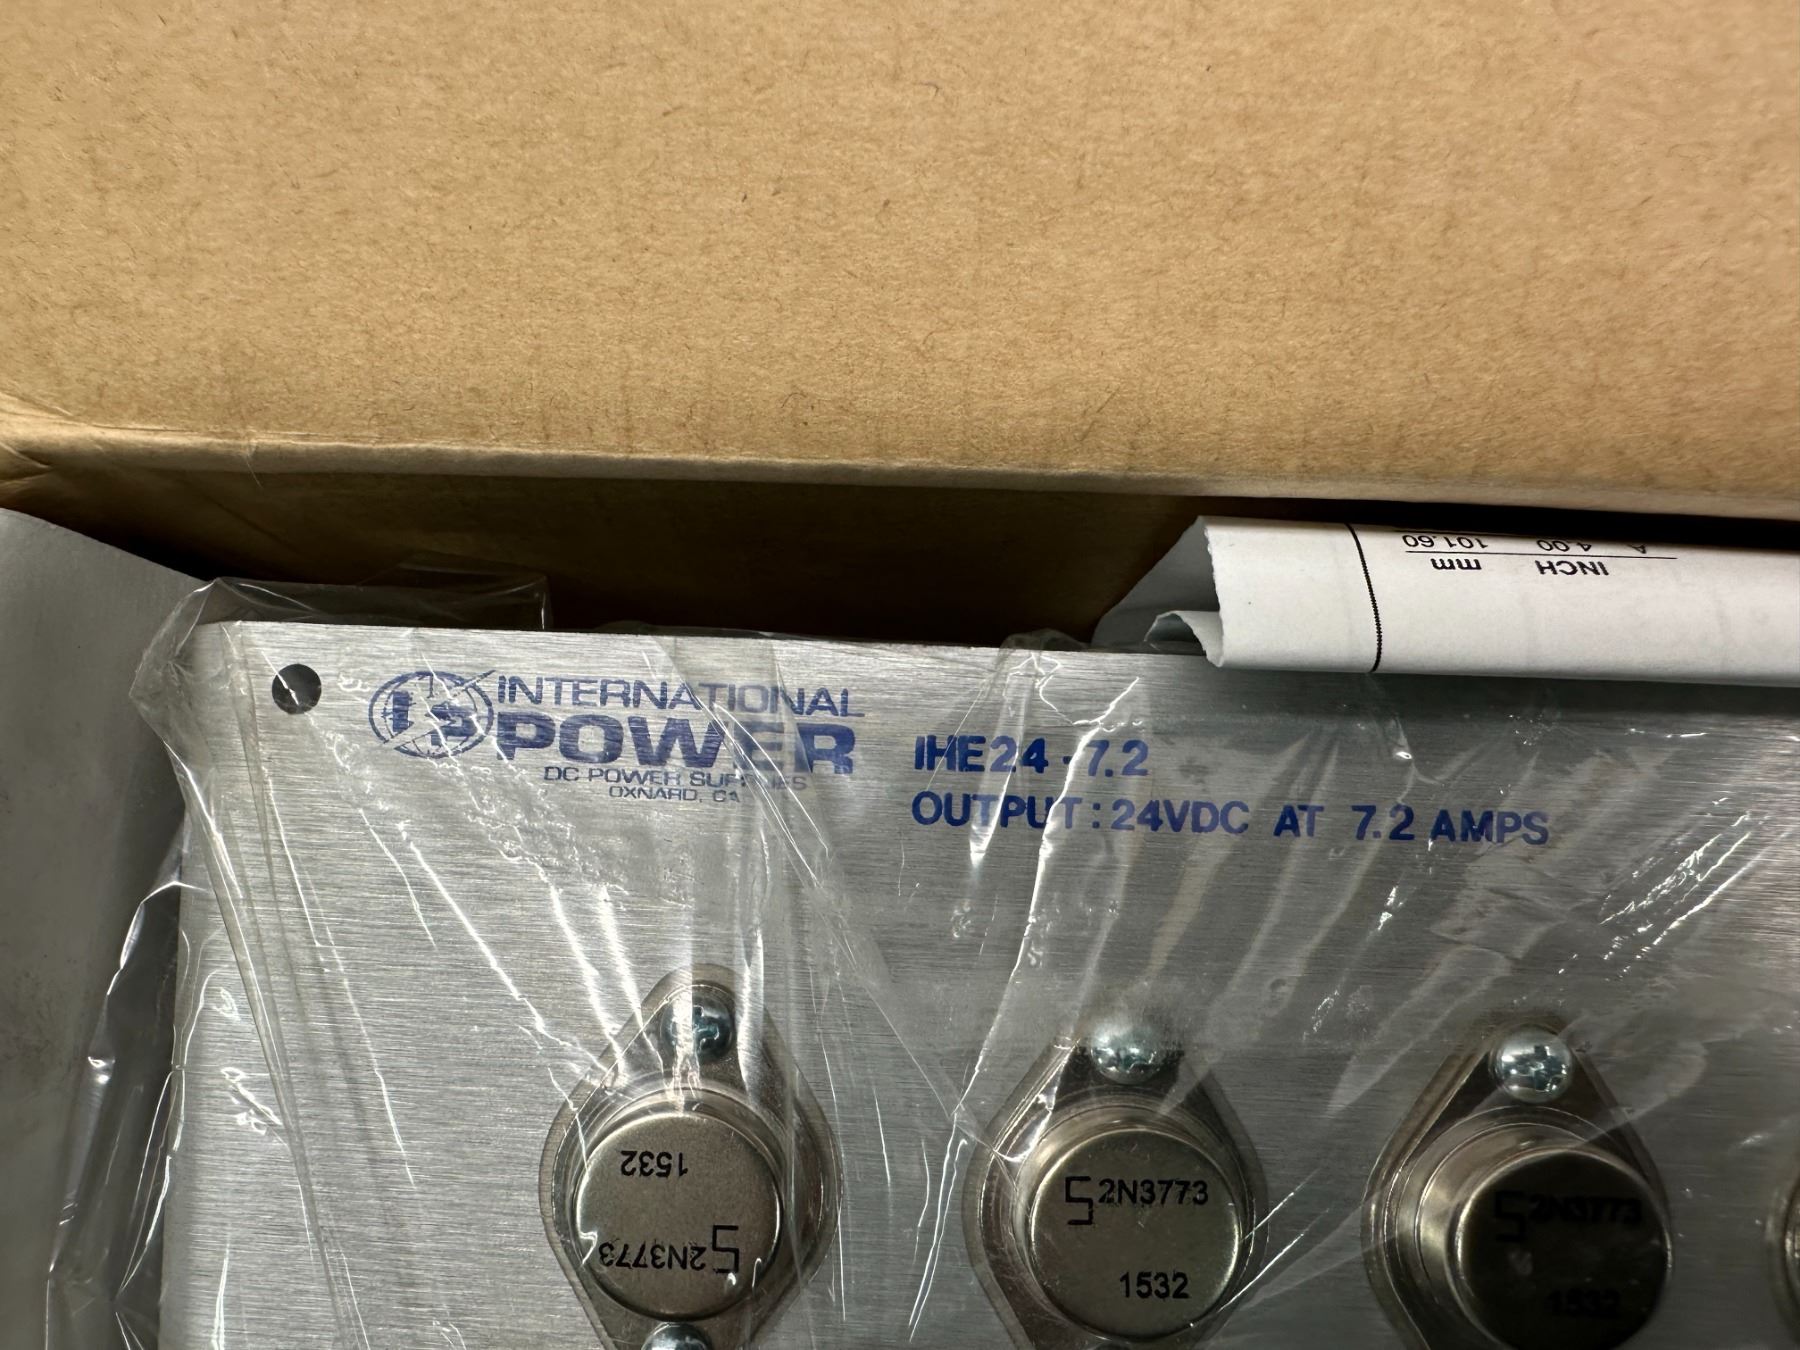 INCH mm
A 4.00 101.60
INTERNATIONAL
POWER
DC POWER SUPPLIES
OXNARD, CA
IHE24-7.2
OUTPUT: 24VDC AT 7.2 AMPS
1532
2N3773
2N3773
1532
2N3773
1532